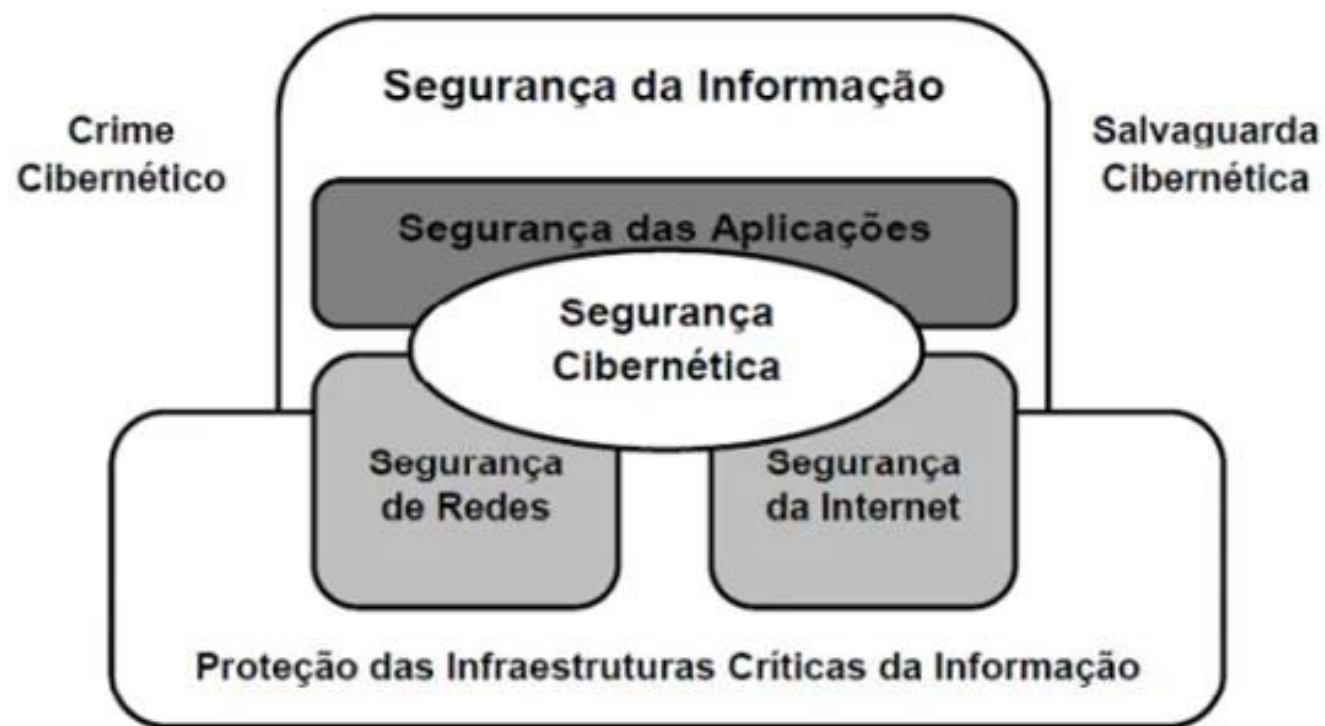 Segurança da Informação
Crime
Cibernético
Salvaguarda
Cibernética
Segurança das Aplicações
Segurança
Cibernética
Segurança
de Redes
Segurança
da Internet
Proteção das Infraestruturas Críticas da Informação